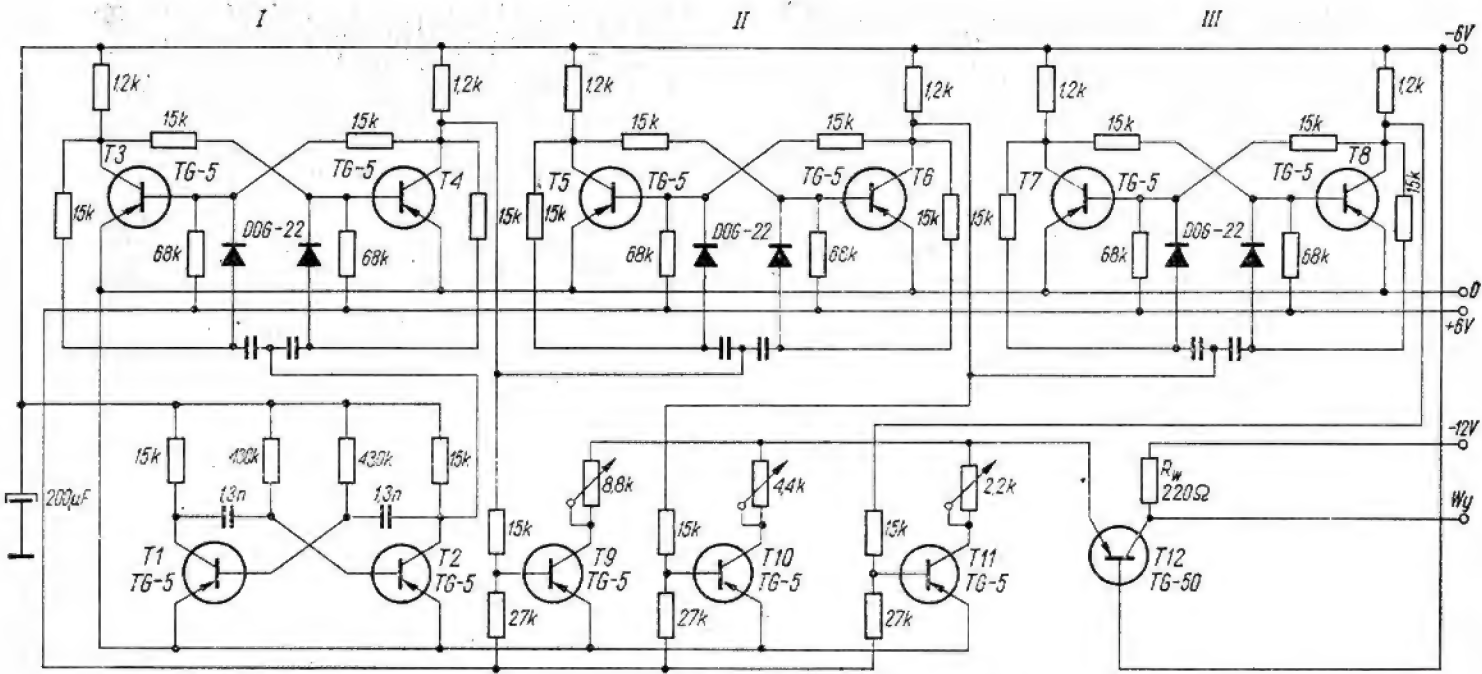 I II III
-6V
1,2k 1,2k 1,2k 1,2k 1,2k 1,2k
15k 15k 15k 15k 15k 15k
T3 TG-5 TG-5 T4 T5 TG-5 TG-5 T6 T7 TG-5 TG-5 T8
15k 15k 15k 15k 15k 15k
68k DOG-22 68k 68k DOG-22 68k 68k DOG-22 68k
0
+6V
-12V
15k 430k 430k 15k 8,8k 4,4k 2,2k Rw
220Ω
200µF 1,3n 1,3n Wy
15k 15k 15k
T1 T2 T9 T10 T11 T12
TG-5 TG-5 TG-5 TG-5 TG-5 TG-50
27k 27k 27k